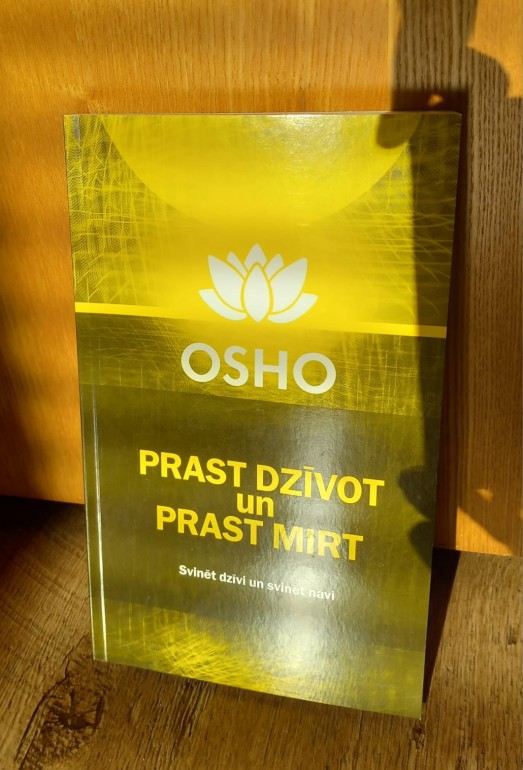 OSHO
PRAST DZĪVOT
un
PRAST MIRT
Svinēt dzīvi un svinēt nāvi